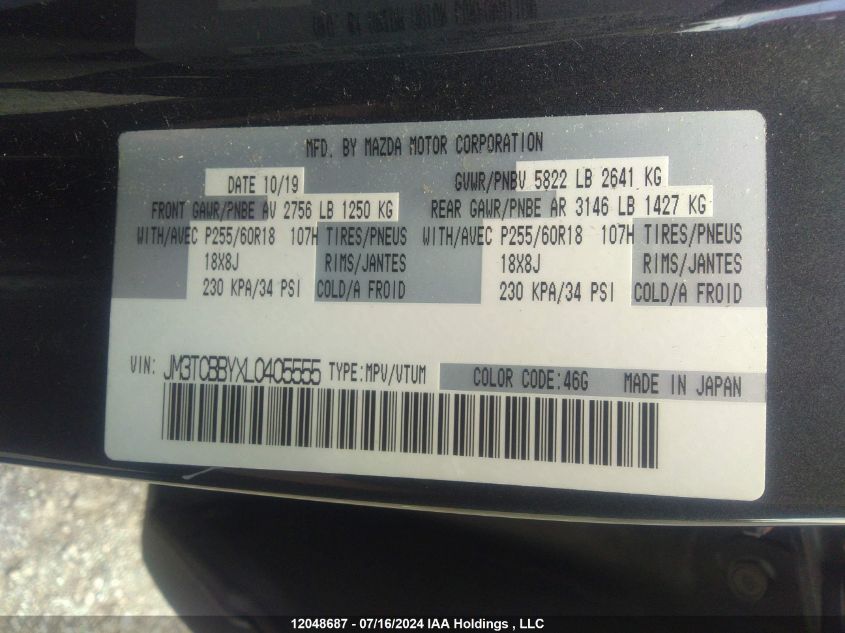 MFD. BY MAZDA MOTOR CORPORATION
DATE 10/19 GVWR/PNBV 5822 LB 2641 KG
FRONT GAWR/PNBE AV 2756 LB 1250 KG REAR GAWR/PNBE AR 3146 LB 1427 KG
WITH/AVEC P255/60R18 107H TIRES/PNEUS WITH/AVEC P255/60R18 107H TIRES/PNEUS
18X8J RIMS/JANTES 18X8J RIMS/JANTES
230 KPA/34 PSI COLD/A FROID 230 KPA/34 PSI COLD/A FROID
VIN: JM3TCBBYXL0405555 TYPE:MPV/VTUM COLOR CODE:46G MADE IN JAPAN
12048687 - 07/16/2024 IAA Holdings , LLC